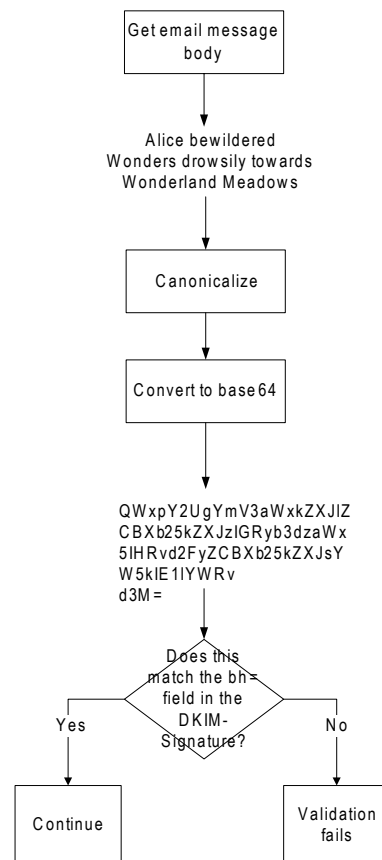 Get email message
body
Alice bewildered
Wonders drowsily towards
Wonderland Meadows
Canonicalize
Convert to base64
QWxpY2UgYmV3aWxkZXJlZ
CBXb25kZXJzIGRyb3dzaWx
5IHRvd2FyZCBXb25kZXJsY
W5kIE1lYWRv
d3M=
Does this
match the bh=
field in the
DKIM-
Signature?
Yes
No
Continue
Validation
fails